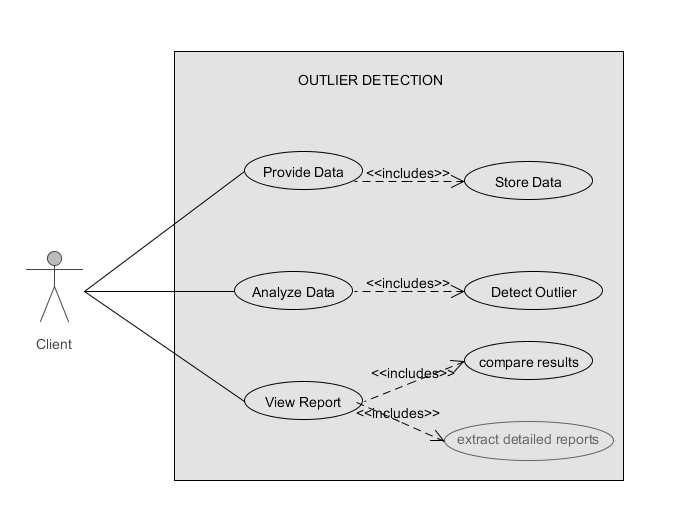 OUTLIER DETECTION
Provide Data
<<includes>>
Store Data
Analyze Data
<<includes>>
Detect Outlier
Client
View Report
<<includes>>
compare results
<<includes>>
extract detailed reports